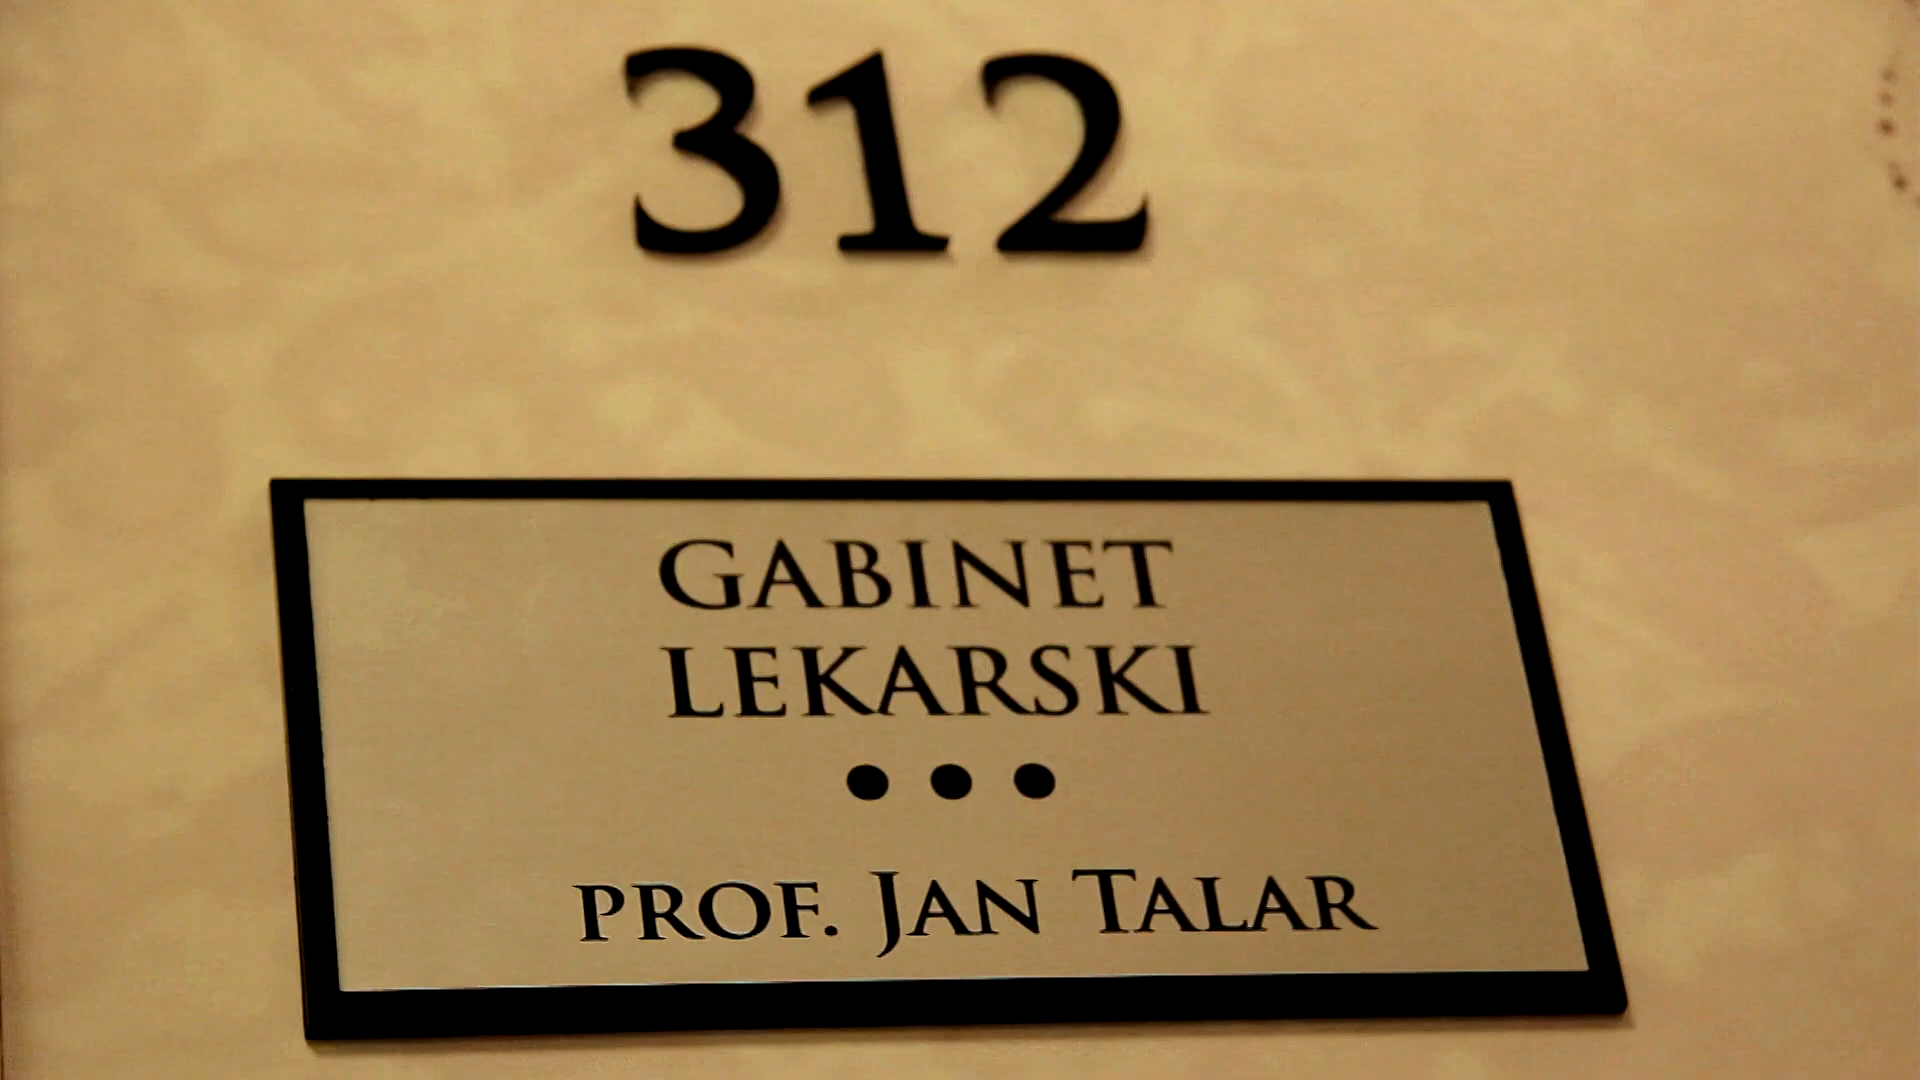 312
GABINET
LEKARSKI
•••
PROF. JAN TALAR